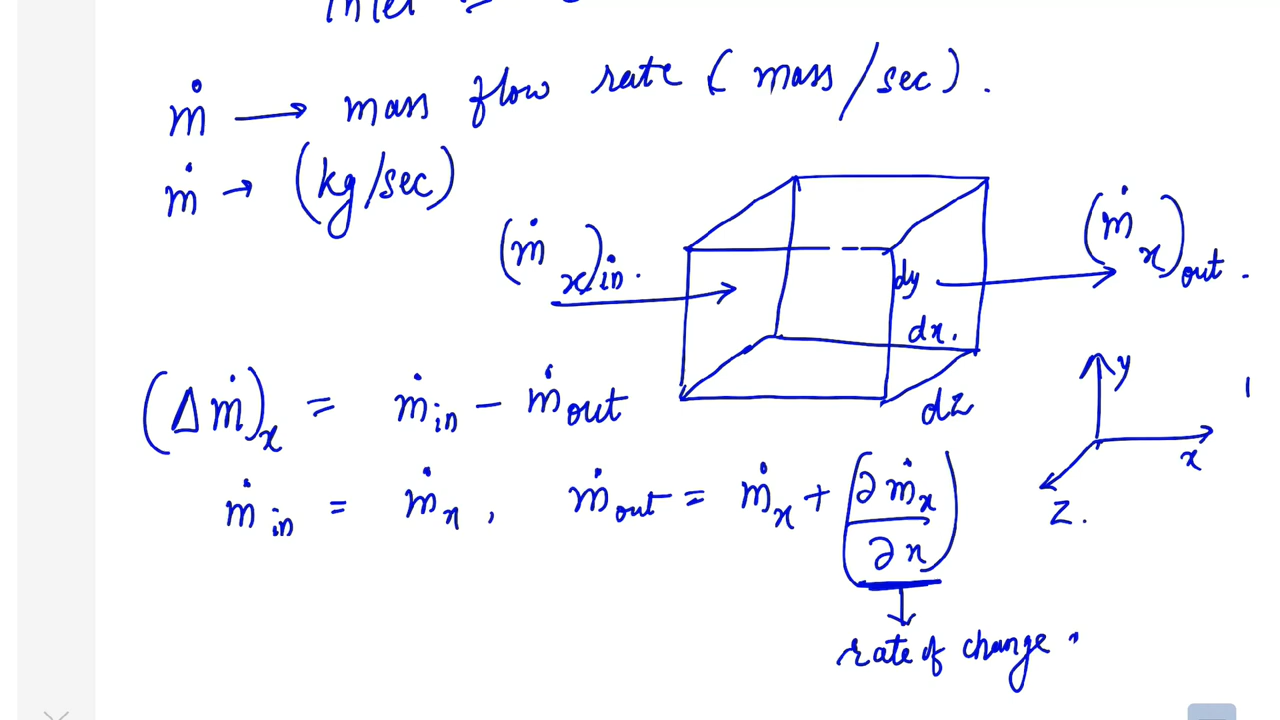 inlet
ṁ → mass flow rate (mass/sec).
ṁ → (kg/sec)
(ṁx)in.
(ṁx)out.
dy
dx.
dz
y
x
z.
(Δṁ)x = ṁin - ṁout
ṁin = ṁx, ṁout = ṁx + (∂ṁx/∂x)
↓
rate of change